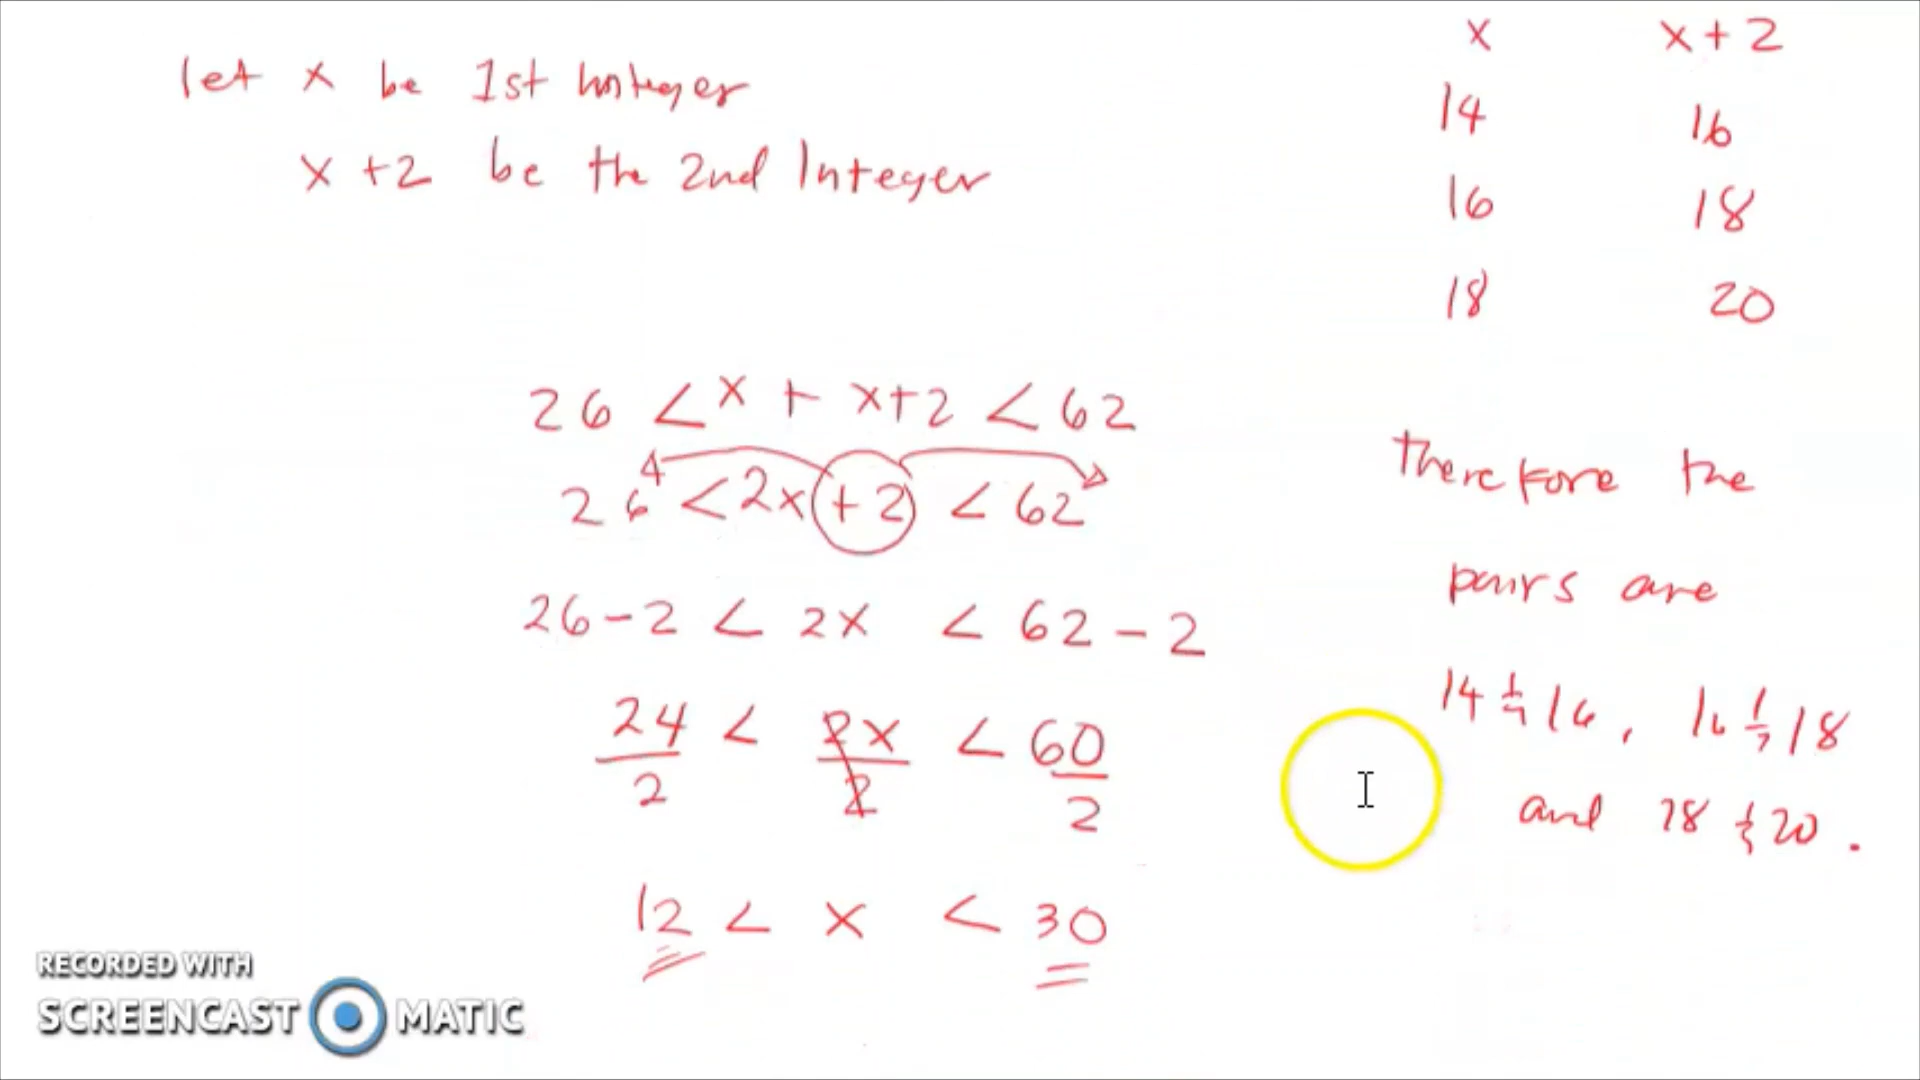 let x be 1st Integer
x +2 be the 2nd Integer
26 < x + x+2 < 62
26 < 2x +2 < 62
26-2 < 2x < 62-2
24/2 < 2x/2 < 60/2
12 < x < 30
x x+2
14 16
16 18
18 20
Therefore the
pairs are
14 & 16, 16 & 18
and 18 & 20.
RECORDED WITH
SCREENCAST MATIC